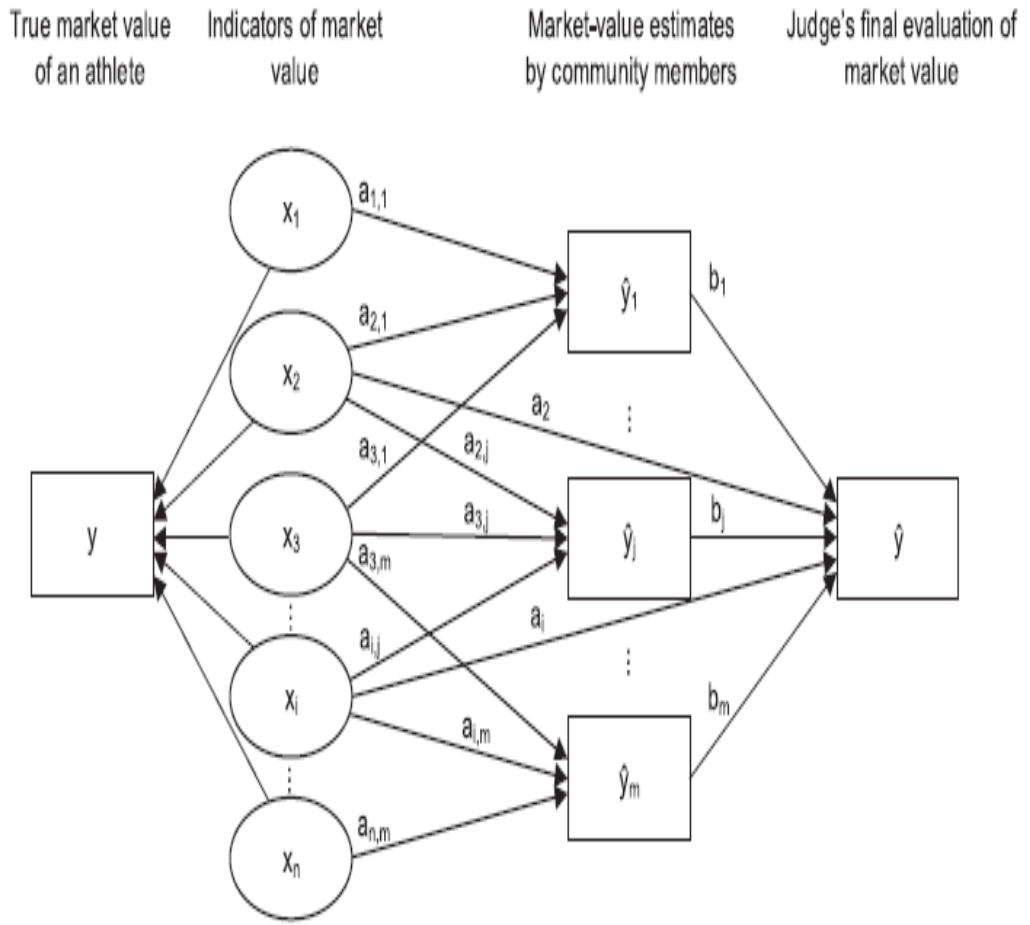 True market value
of an athlete
Indicators of market
value
Market-value estimates
by community members
Judge's final evaluation of
market value
x₁
a₁,₁
ŷ₁
b₁
a₂,₁
x₂
a₂
⋮
a₃,₁
a₂,ⱼ
y
x₃
a₃,ⱼ
ŷⱼ
bⱼ
ŷ
a₃,ₘ
⋮
aᵢ,ⱼ
aᵢ
⋮
xᵢ
aᵢ,ₘ
bₘ
ŷₘ
⋮
aₙ,ₘ
xₙ